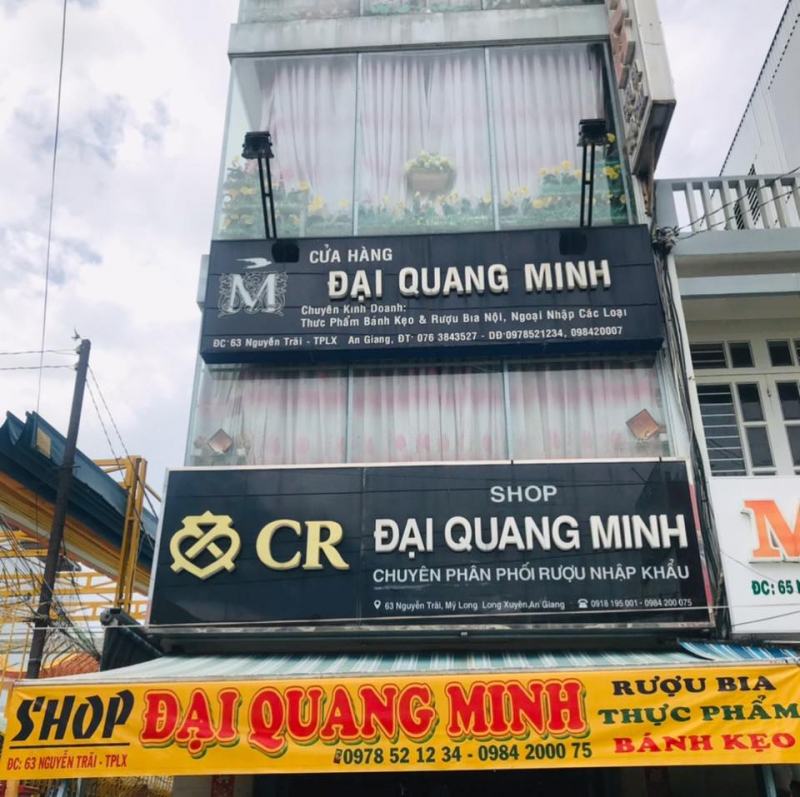 M
CỬA HÀNG
ĐẠI QUANG MINH
Chuyên Kinh Doanh:
Thực Phẩm Bánh Kẹo & Rượu Bia Nội, Ngoại Nhập Các Loại
ĐC: 63 Nguyễn Trãi - TPLX An Giang, ĐT: 076 3843527 - DĐ:0978521234, 098420007
CR
SHOP
ĐẠI QUANG MINH
CHUYÊN PHÂN PHỐI RƯỢU NHẬP KHẨU
63 Nguyễn Trãi, Mỹ Long Long Xuyên,An Giang 0918 195 001 - 0984 200 075
M
ĐC: 65
SHOP ĐẠI QUANG MINH
ĐC: 63 NGUYỄN TRÃI - TPLX
0978 52 12 34 - 0984 2000 75
RƯỢU BIA
THỰC PHẨM
BÁNH KẸO